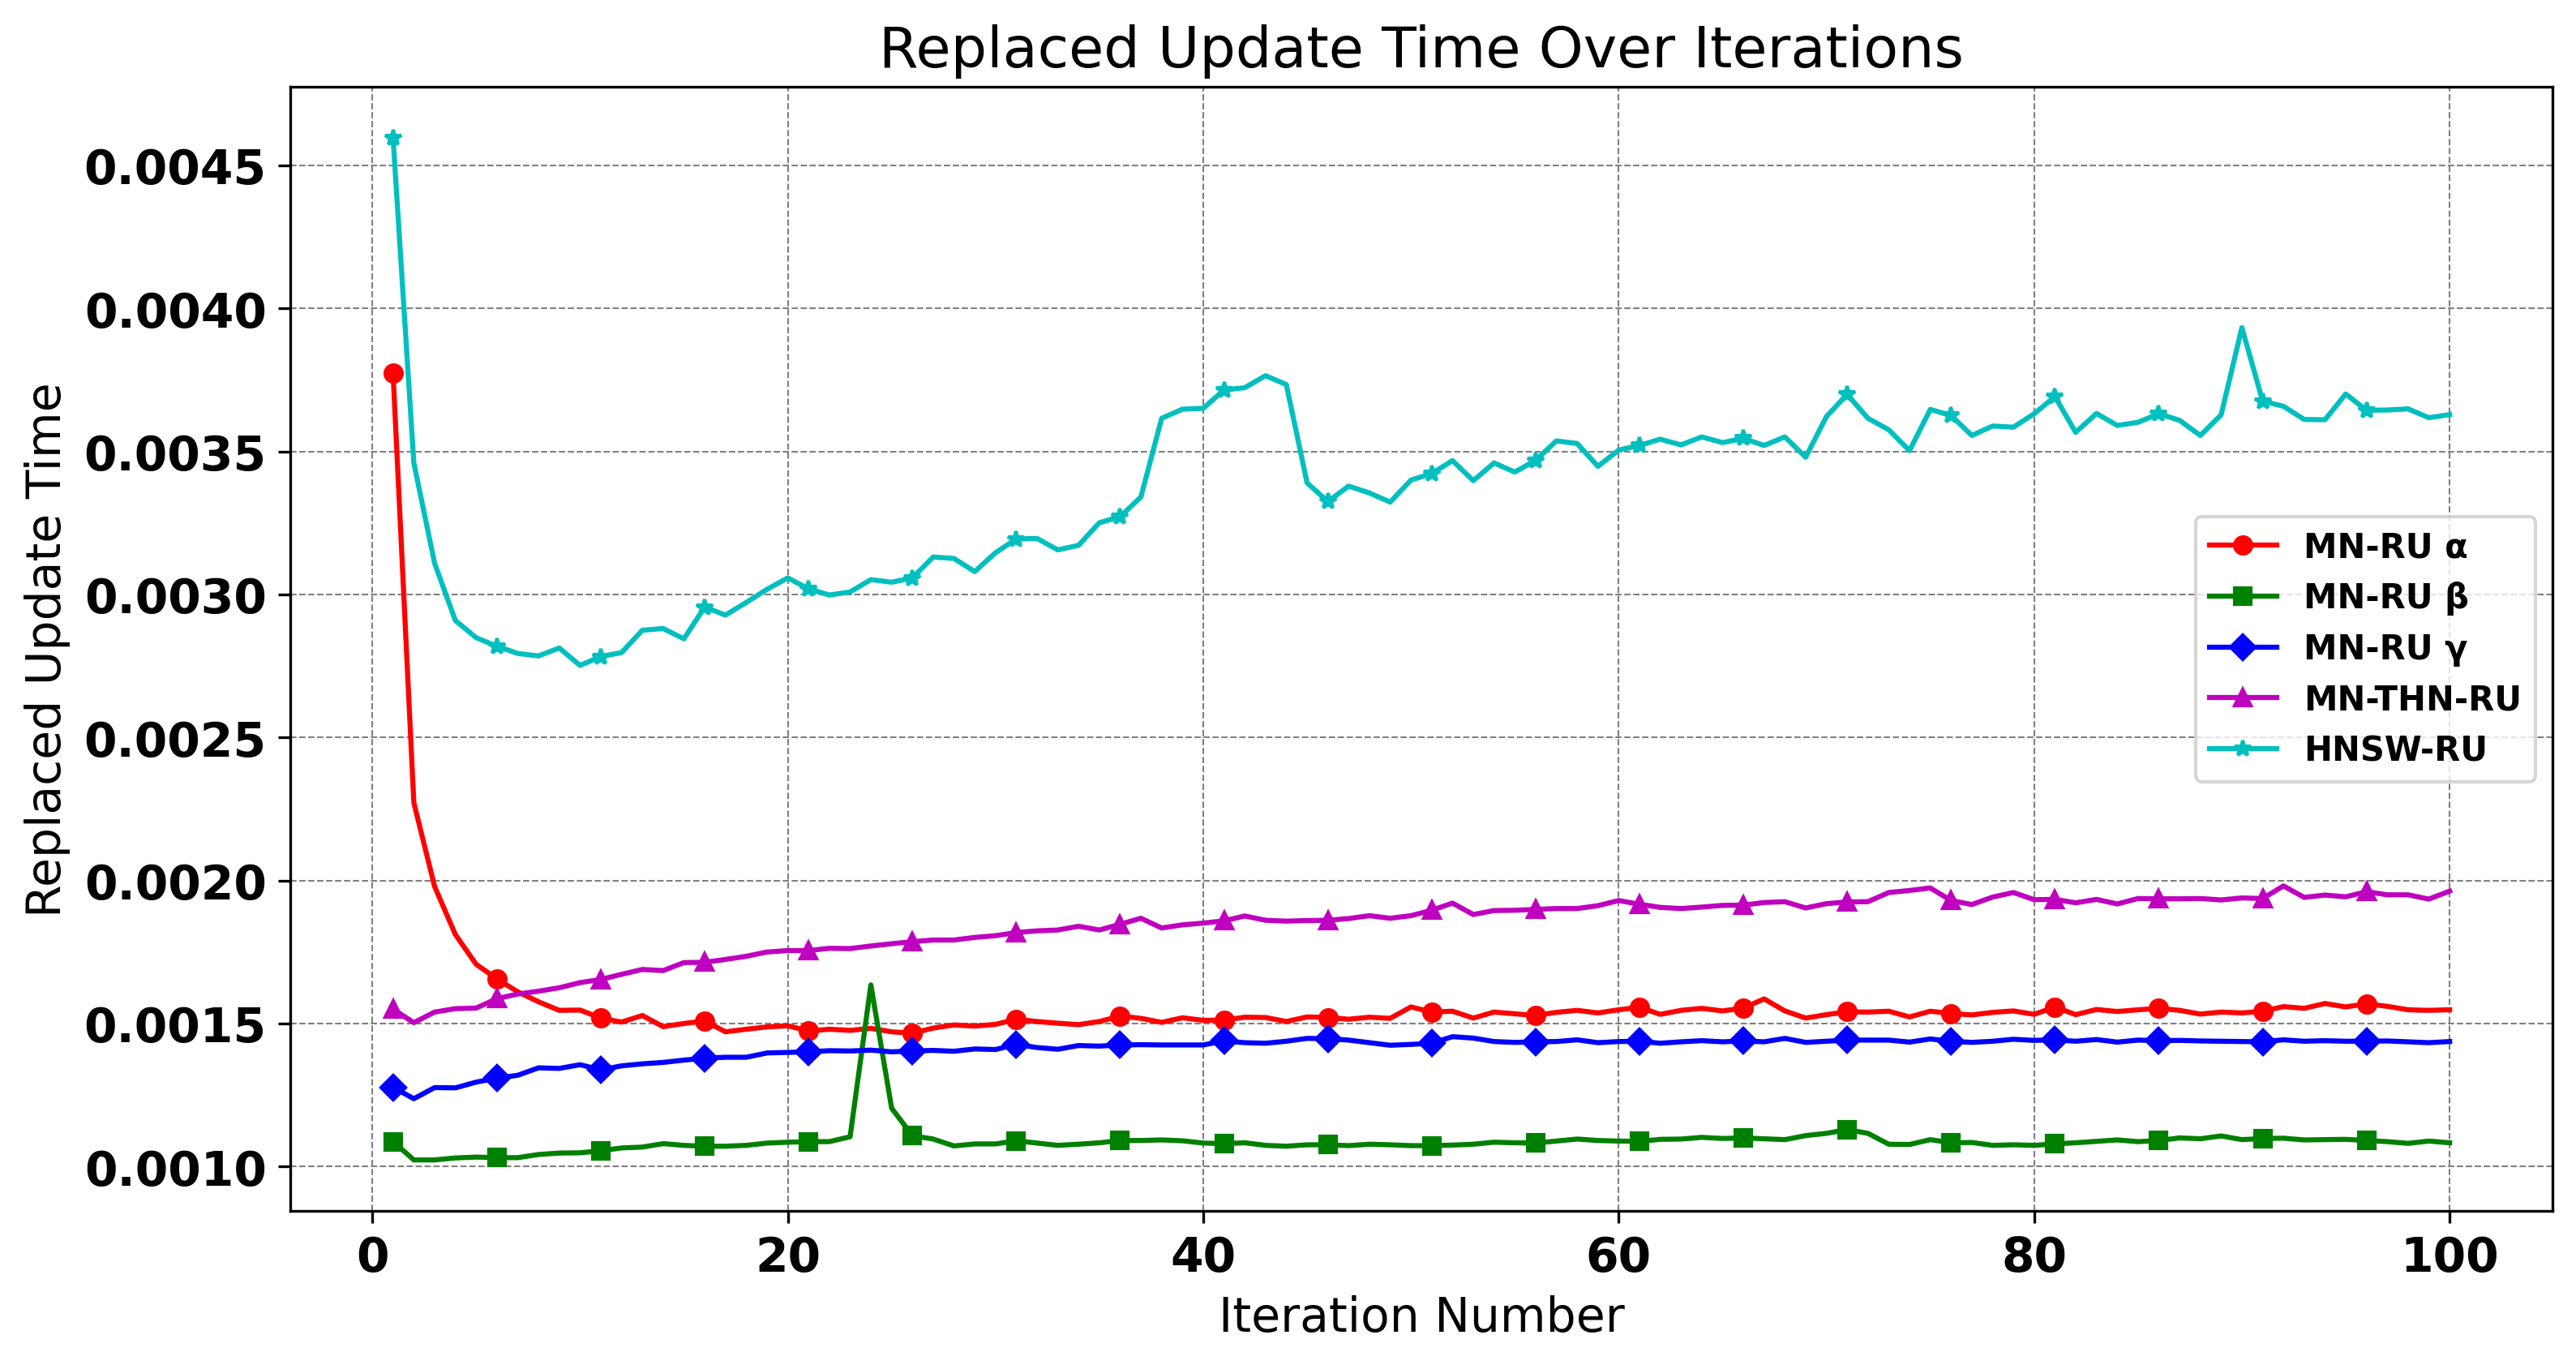 Replaced Update Time Over Iterations
Replaced Update Time
0.0045
0.0040
0.0035
0.0030
0.0025
0.0020
0.0015
0.0010
MN-RU α
MN-RU β
MN-RU γ
MN-THN-RU
HNSW-RU
0 20 40 60 80 100
Iteration Number